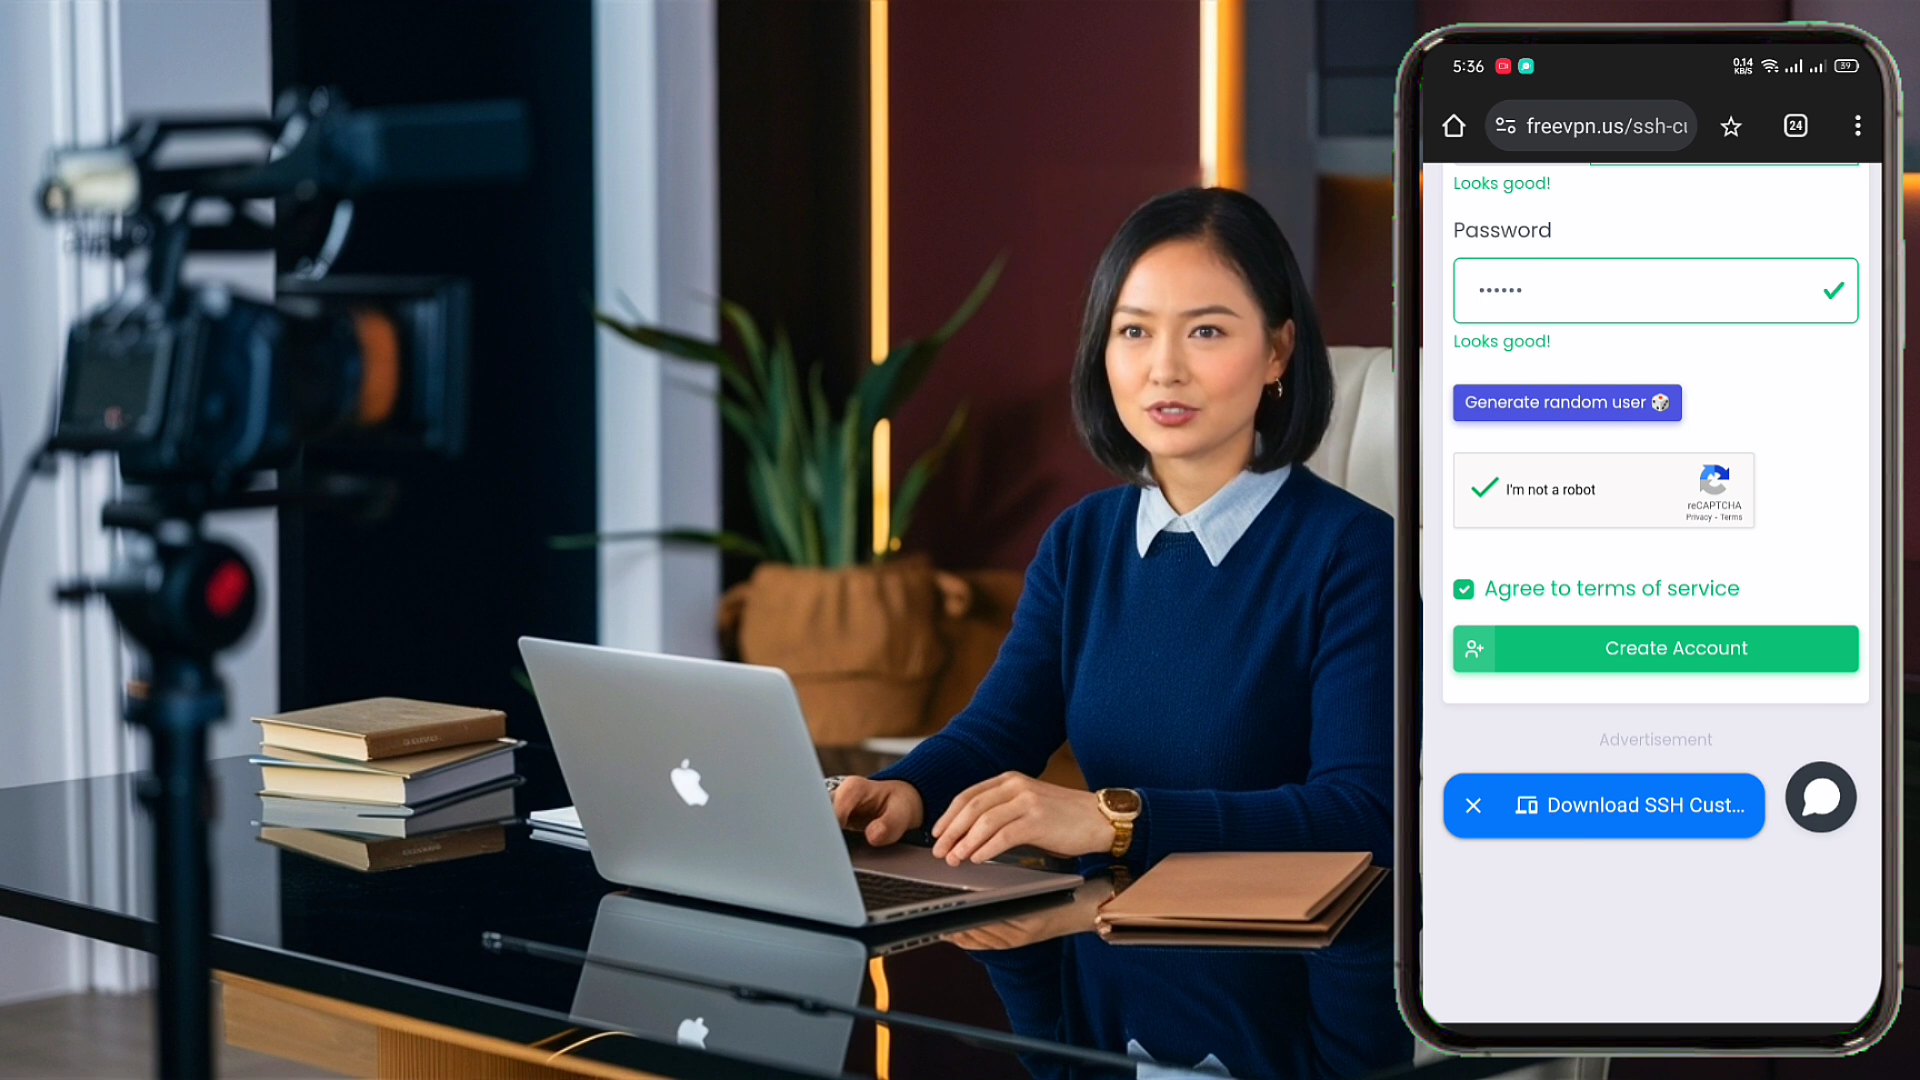 5:36
0.14
KB/S
39
freevpn.us/ssh-cu
24
Looks good!
Password
Looks good!
Generate random user
I'm not a robot
reCAPTCHA
Privacy - Terms
Agree to terms of service
Create Account
Advertisement
Download SSH Cust...